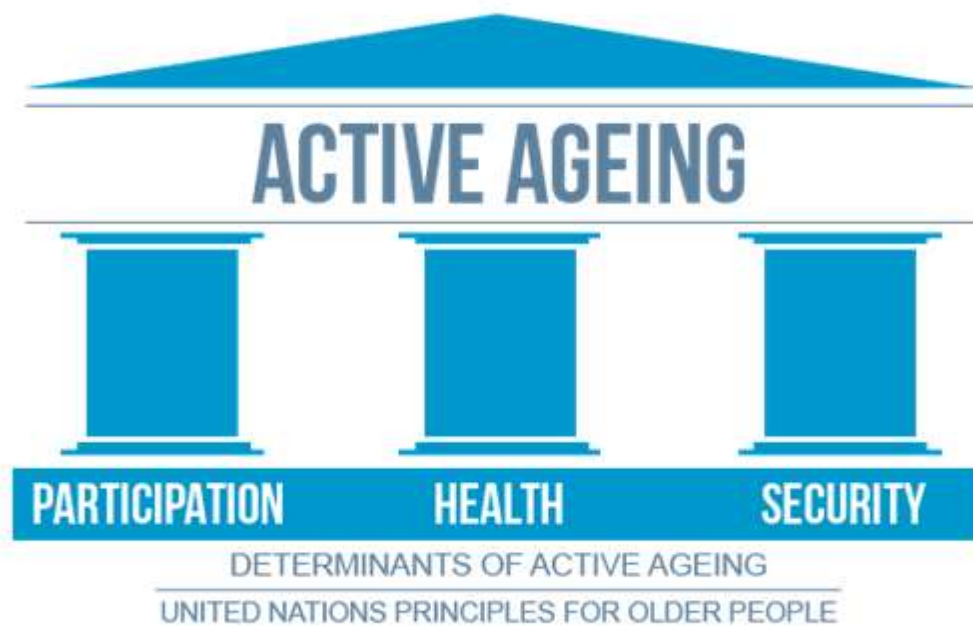 ACTIVE AGEING
PARTICIPATION HEALTH SECURITY
DETERMINANTS OF ACTIVE AGEING
UNITED NATIONS PRINCIPLES FOR OLDER PEOPLE